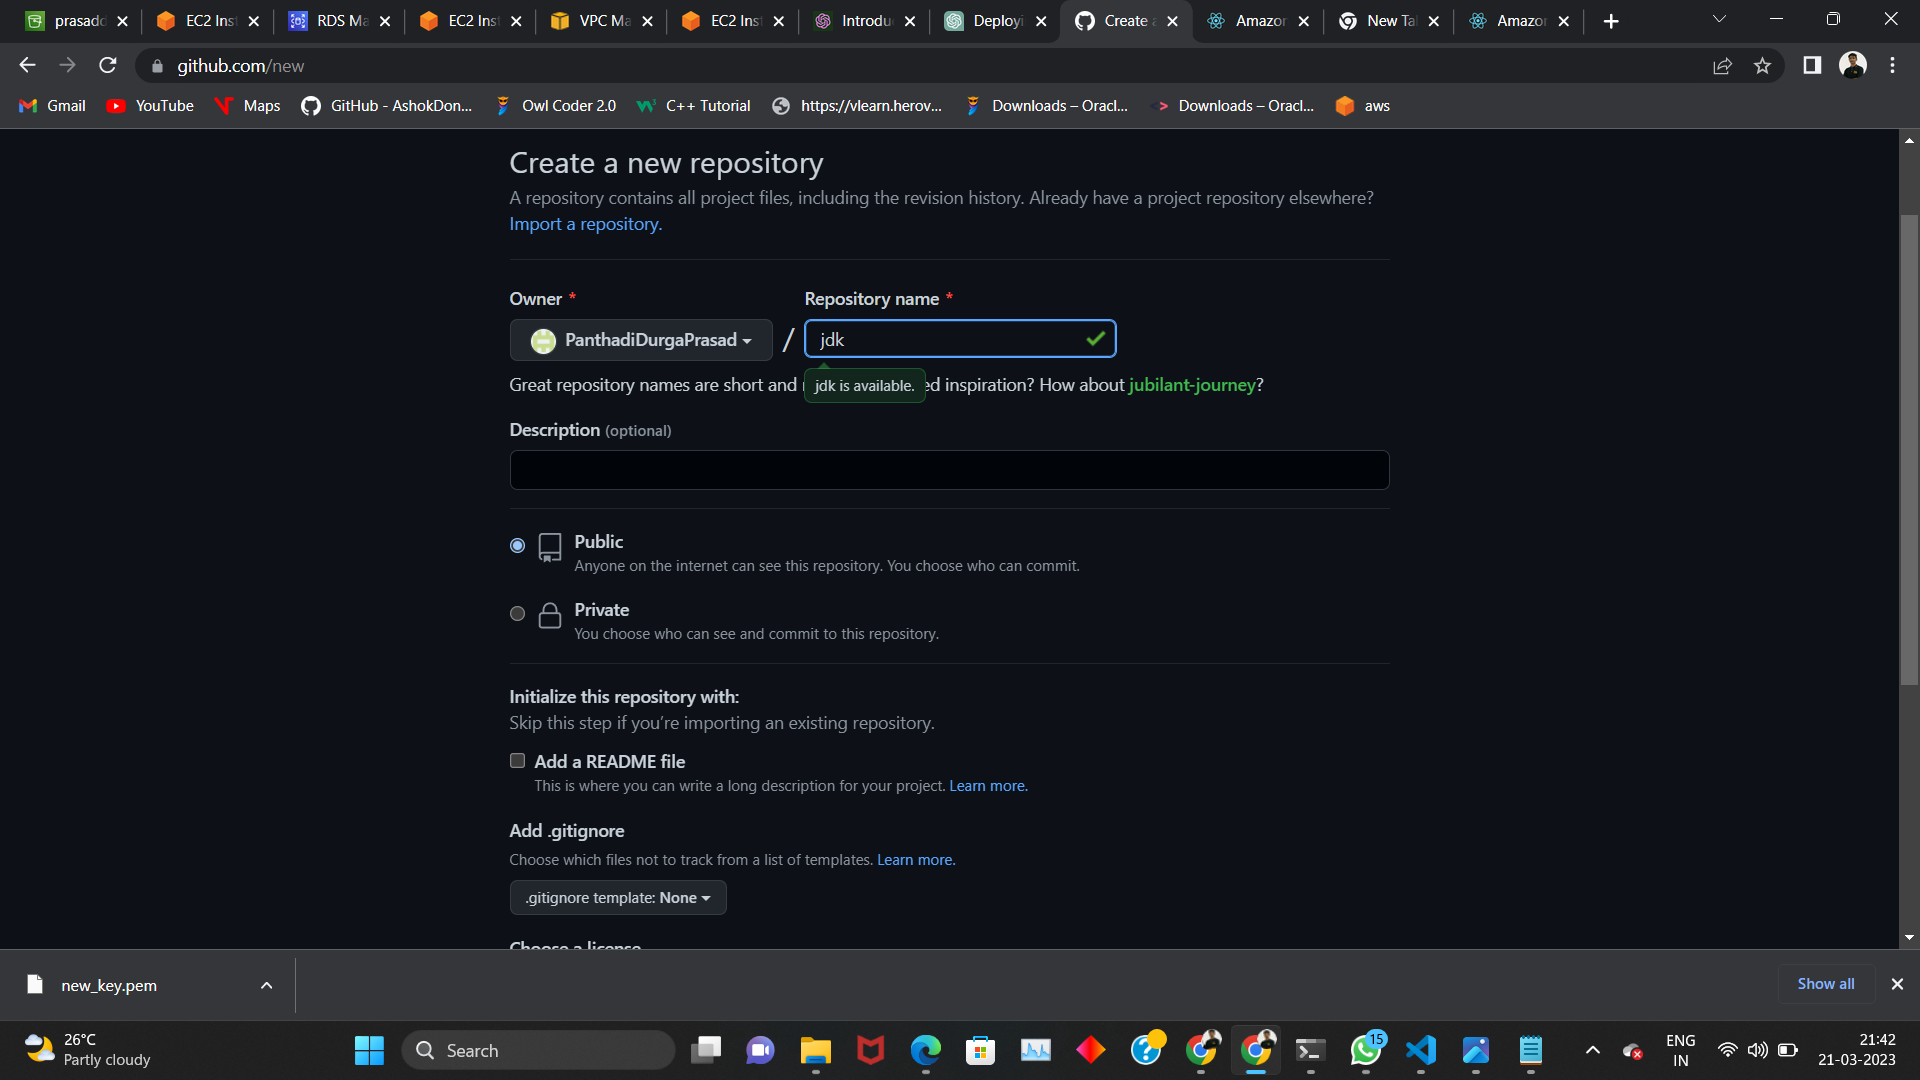 prasadd
EC2 Inst
RDS Ma
EC2 Inst
VPC Ma
EC2 Inst
Introdu
Deployi
Create a
Amazon
New Tab
Amazon
github.com/new
Gmail
YouTube
Maps
GitHub - AshokDon...
Owl Coder 2.0
C++ Tutorial
https://vlearn.herov...
Downloads – Oracl...
Downloads – Oracl...
aws
Create a new repository
A repository contains all project files, including the revision history. Already have a project repository elsewhere?
Import a repository.
Owner *
Repository name *
PanthadiDurgaPrasad
/
jdk
Great repository names are short and
jdk is available.
ed inspiration? How about jubilant-journey?
Description (optional)
Public
Anyone on the internet can see this repository. You choose who can commit.
Private
You choose who can see and commit to this repository.
Initialize this repository with:
Skip this step if you're importing an existing repository.
Add a README file
This is where you can write a long description for your project. Learn more.
Add .gitignore
Choose which files not to track from a list of templates. Learn more.
.gitignore template: None
Choose a license
new_key.pem
Show all
26°C
Partly cloudy
Search
15
ENG
IN
21:42
21-03-2023